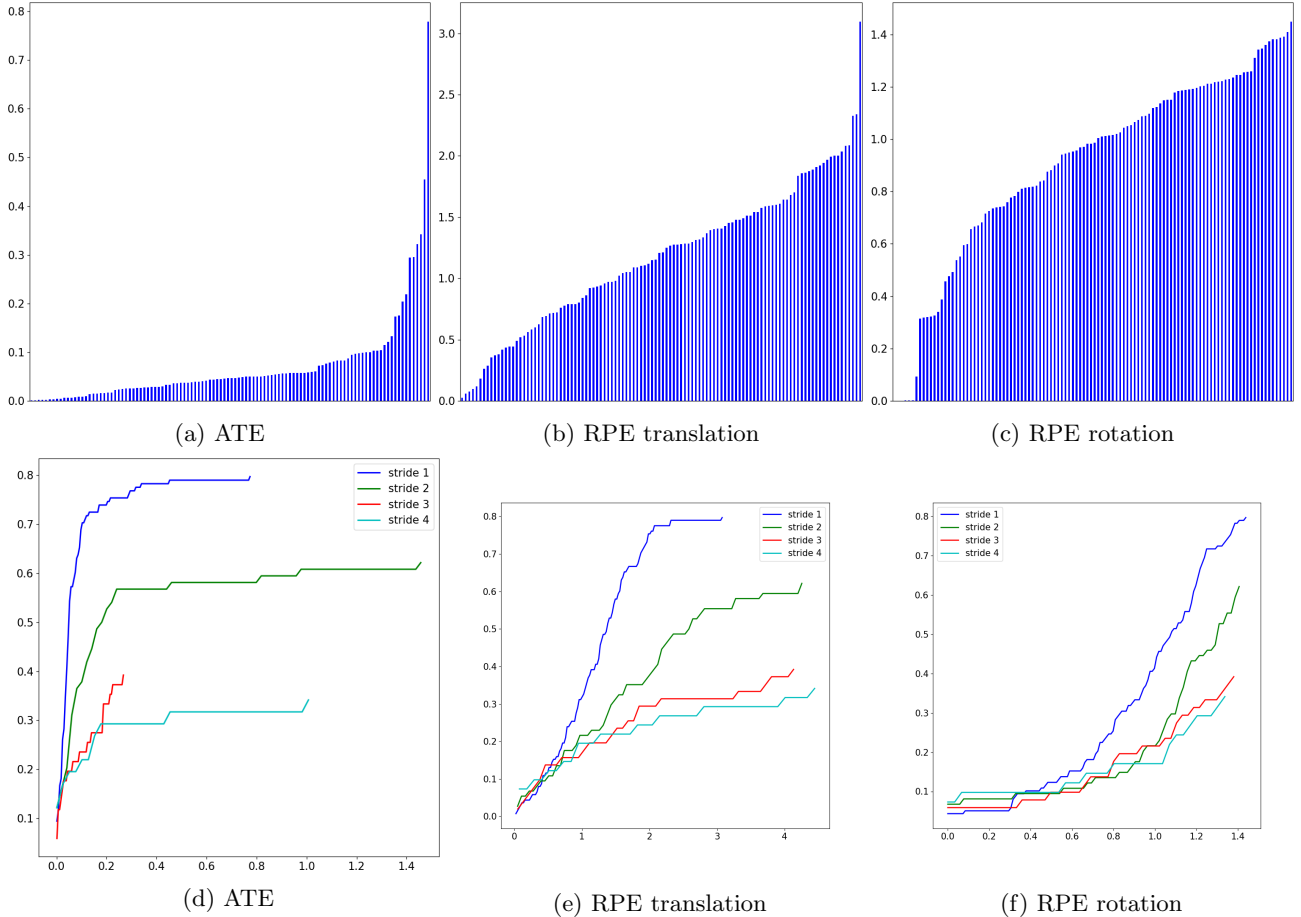 0.8
0.7
0.6
0.5
0.4
0.3
0.2
0.1
0.0
(a) ATE
3.0
2.5
2.0
1.5
1.0
0.5
0.0
(b) RPE translation
1.4
1.2
1.0
0.8
0.6
0.4
0.2
0.0
(c) RPE rotation
stride 1
stride 2
stride 3
stride 4
0.8
0.7
0.6
0.5
0.4
0.3
0.2
0.1
0.0 0.2 0.4 0.6 0.8 1.0 1.2 1.4
(d) ATE
stride 1
stride 2
stride 3
stride 4
0.8
0.7
0.6
0.5
0.4
0.3
0.2
0.1
0.0
0 1 2 3 4
(e) RPE translation
stride 1
stride 2
stride 3
stride 4
0.8
0.7
0.6
0.5
0.4
0.3
0.2
0.1
0.0 0.2 0.4 0.6 0.8 1.0 1.2 1.4
(f) RPE rotation